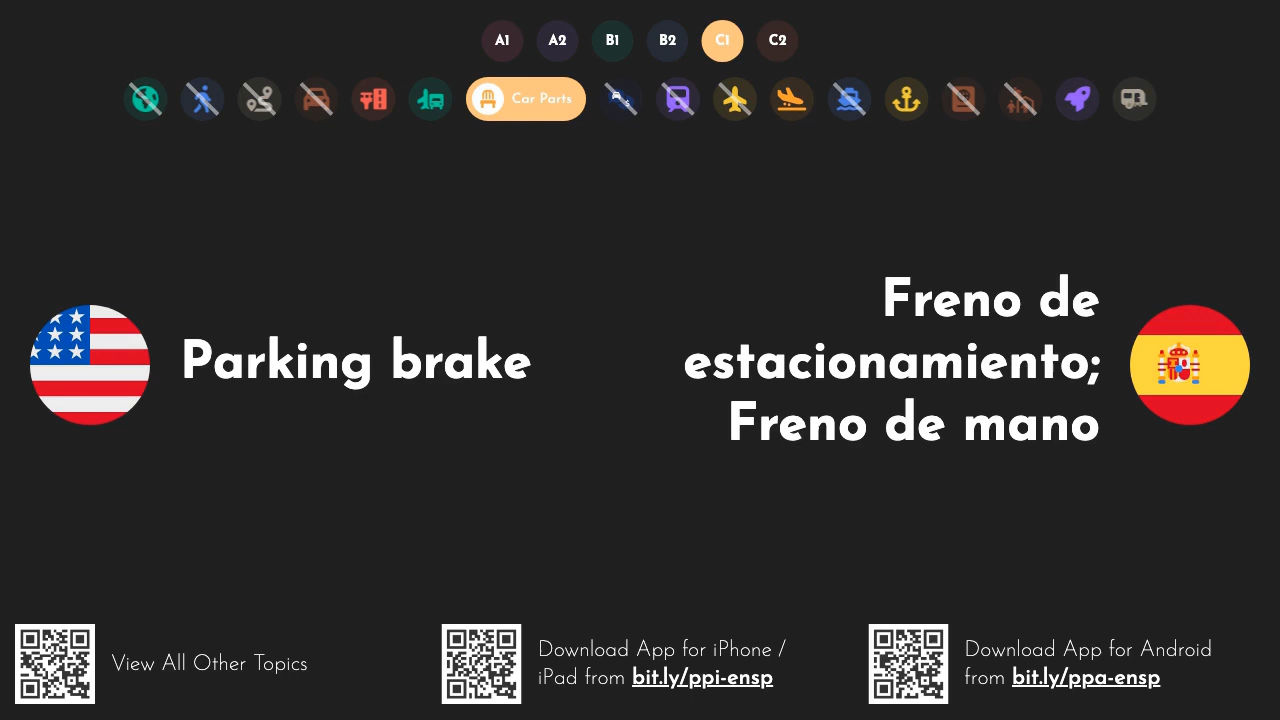 A1 A2 B1 B2 C1 C2
Car Parts
Parking brake
Freno de
estacionamiento;
Freno de mano
View All Other Topics
Download App for iPhone /
iPad from bit.ly/ppi-ensp
Download App for Android
from bit.ly/ppa-ensp